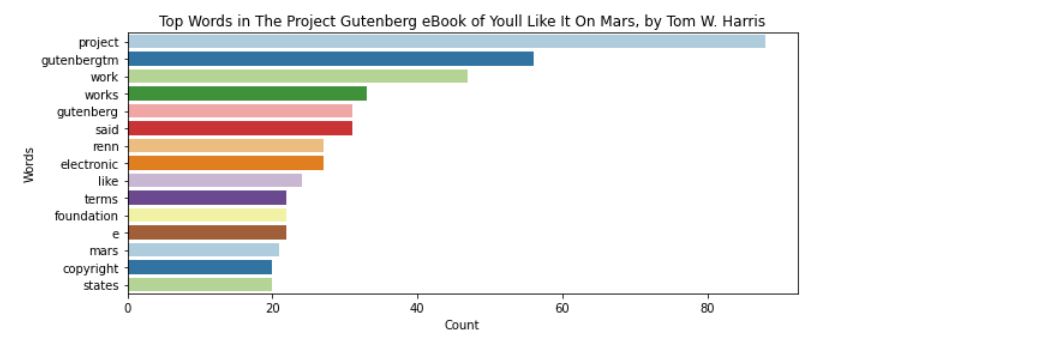 Top Words in The Project Gutenberg eBook of Youll Like It On Mars, by Tom W. Harris
project
gutenbergtm
work
works
gutenberg
said
renn
electronic
like
terms
foundation
e
mars
copyright
states
Words
0 20 40 60 80
Count